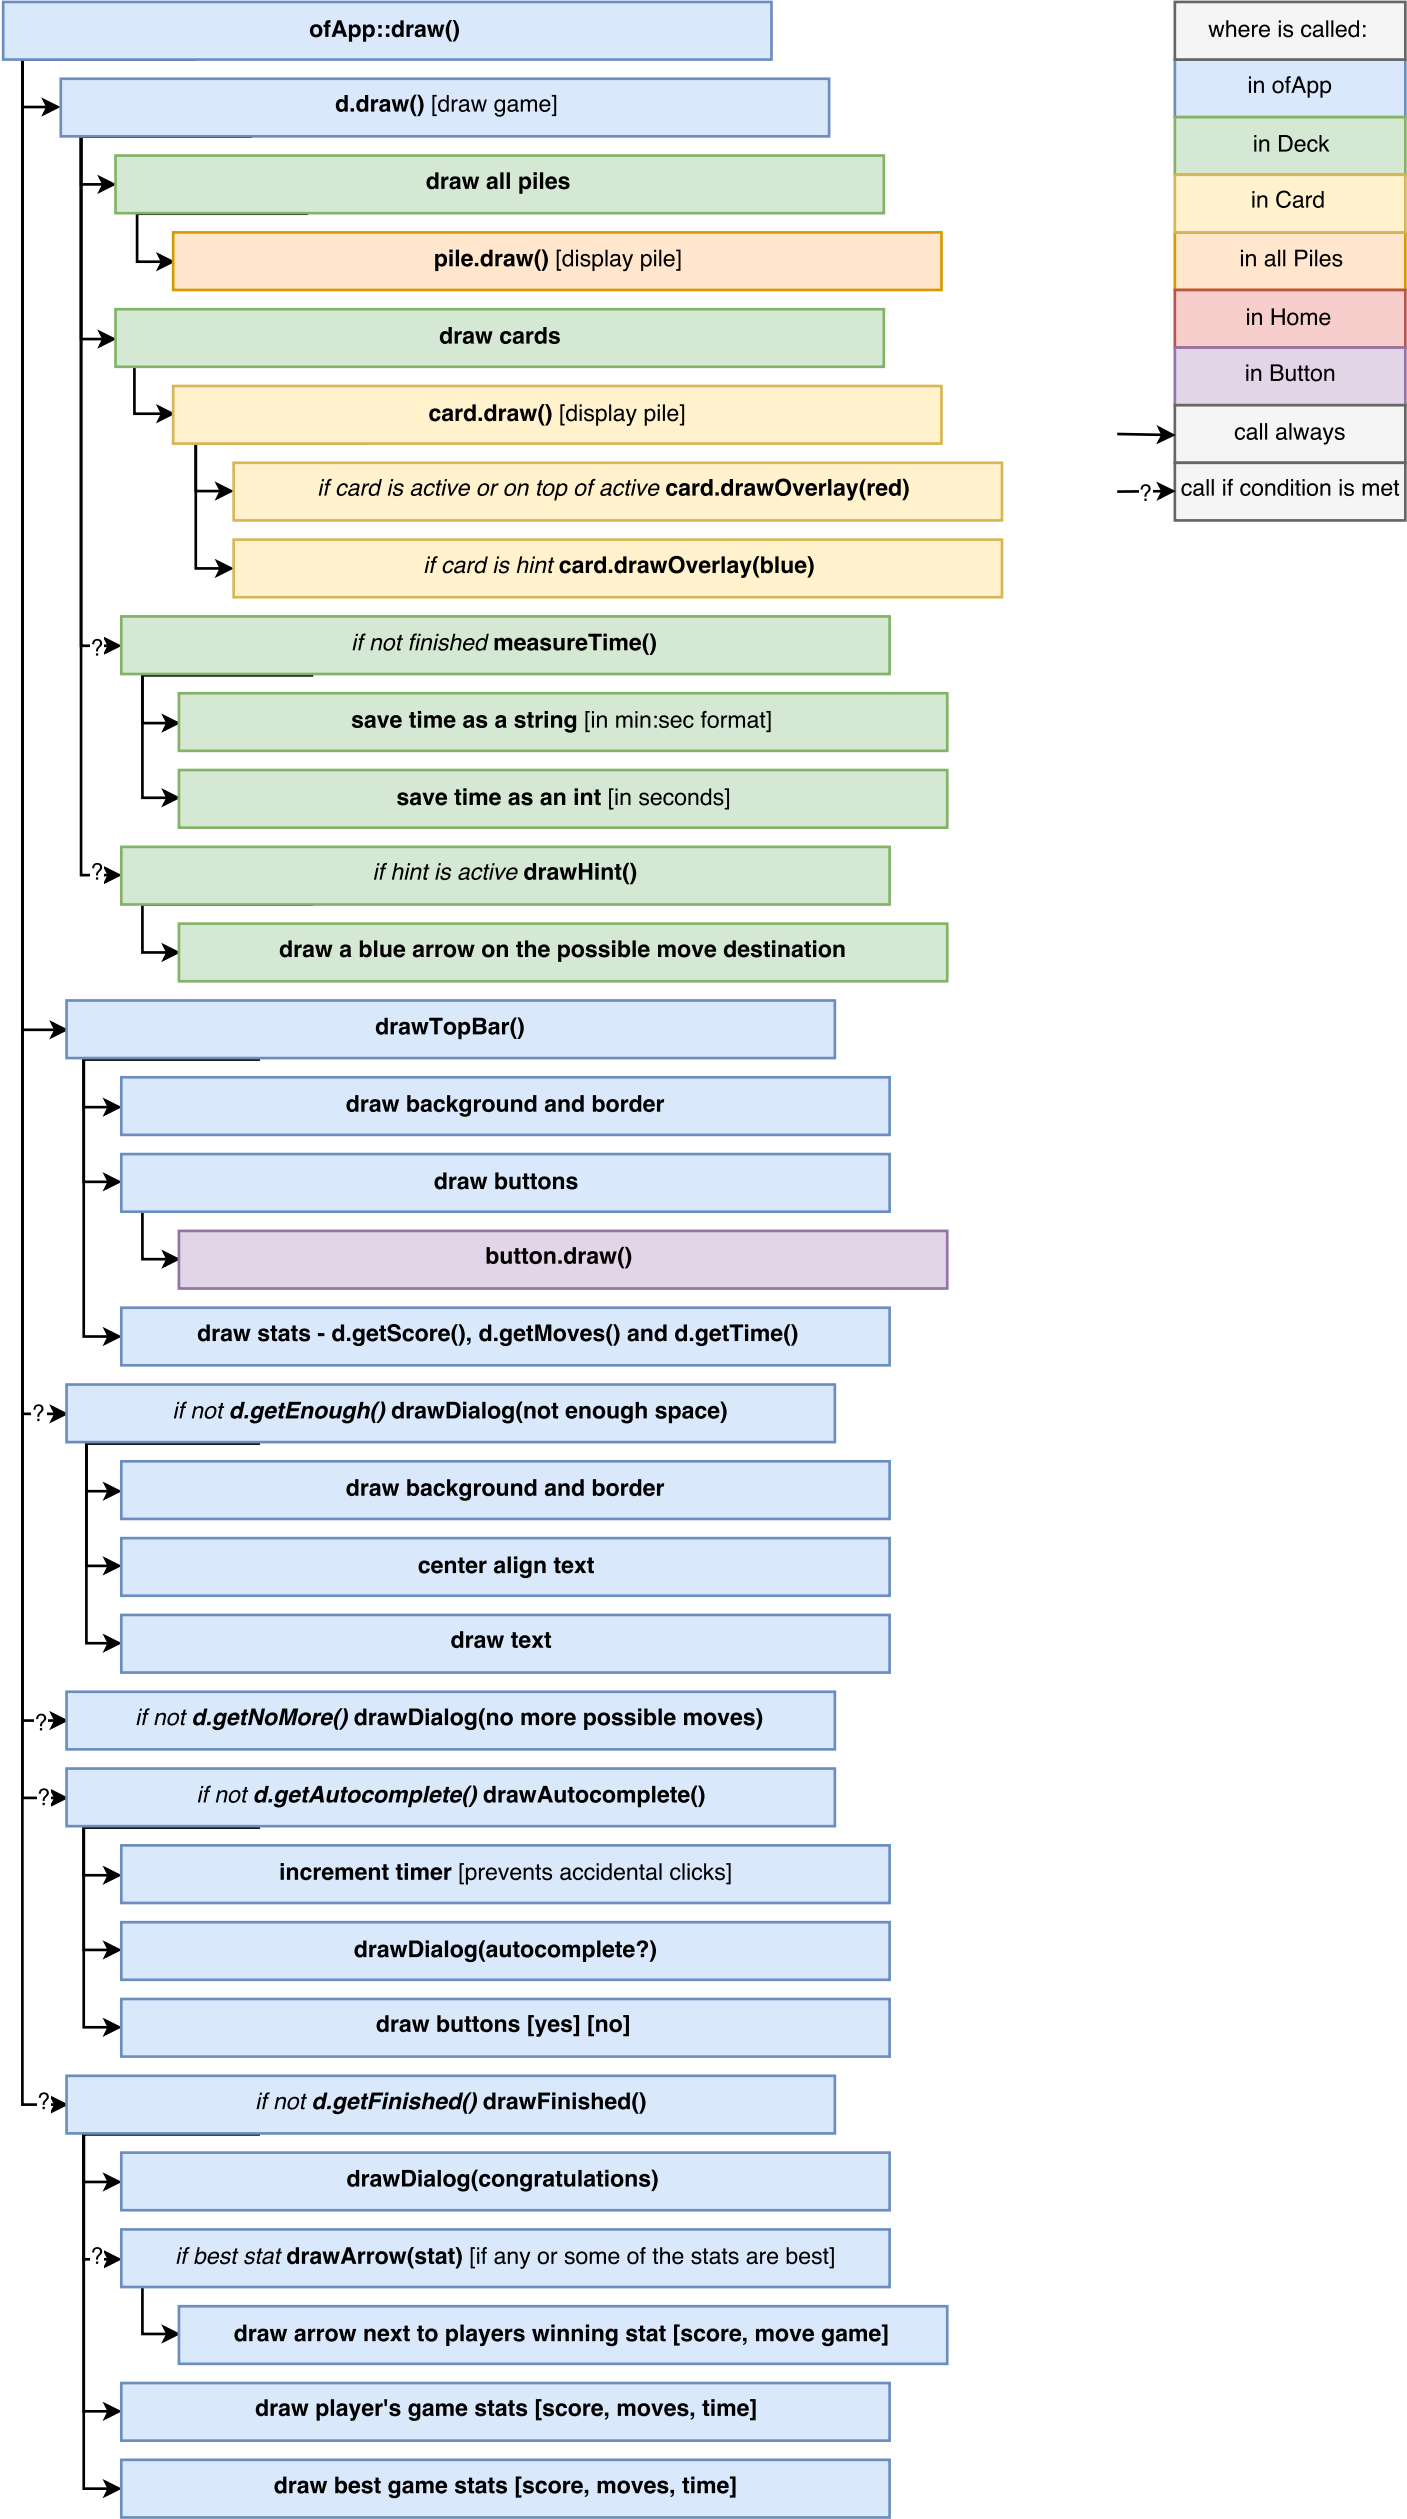 ofApp::draw()
where is called:
d.draw() [draw game]
in ofApp
draw all piles
in Deck
pile.draw() [display pile]
in Card
draw cards
in all Piles
card.draw() [display pile]
in Home
if card is active or on top of active card.drawOverlay(red)
in Button
if card is hint card.drawOverlay(blue)
call always
? call if condition is met
? if not finished measureTime()
save time as a string [in min:sec format]
save time as an int [in seconds]
? if hint is active drawHint()
draw a blue arrow on the possible move destination
drawTopBar()
draw background and border
draw buttons
button.draw()
draw stats - d.getScore(), d.getMoves() and d.getTime()
? if not d.getEnough() drawDialog(not enough space)
draw background and border
center align text
draw text
? if not d.getNoMore() drawDialog(no more possible moves)
? if not d.getAutocomplete() drawAutocomplete()
increment timer [prevents accidental clicks]
drawDialog(autocomplete?)
draw buttons [yes] [no]
? if not d.getFinished() drawFinished()
drawDialog(congratulations)
? if best stat drawArrow(stat) [if any or some of the stats are best]
draw arrow next to players winning stat [score, move game]
draw player's game stats [score, moves, time]
draw best game stats [score, moves, time]